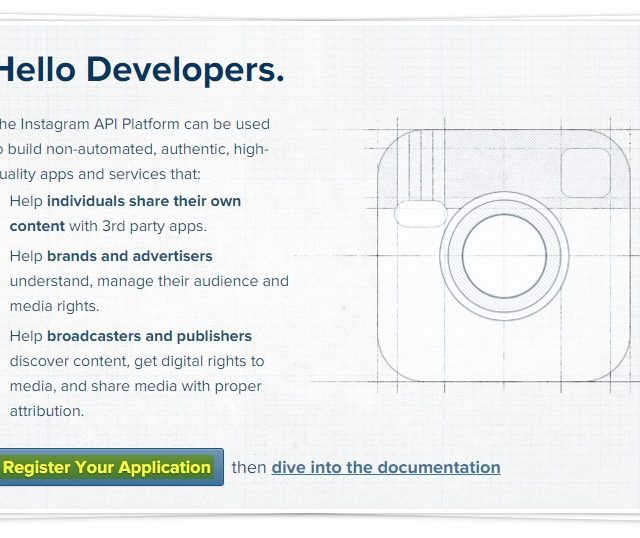 Hello Developers.
he Instagram API Platform can be used
o build non-automated, authentic, high-
uality apps and services that:
Help individuals share their own
content with 3rd party apps.
Help brands and advertisers
understand, manage their audience and
media rights.
Help broadcasters and publishers
discover content, get digital rights to
media, and share media with proper
attribution.
Register Your Application then dive into the documentation